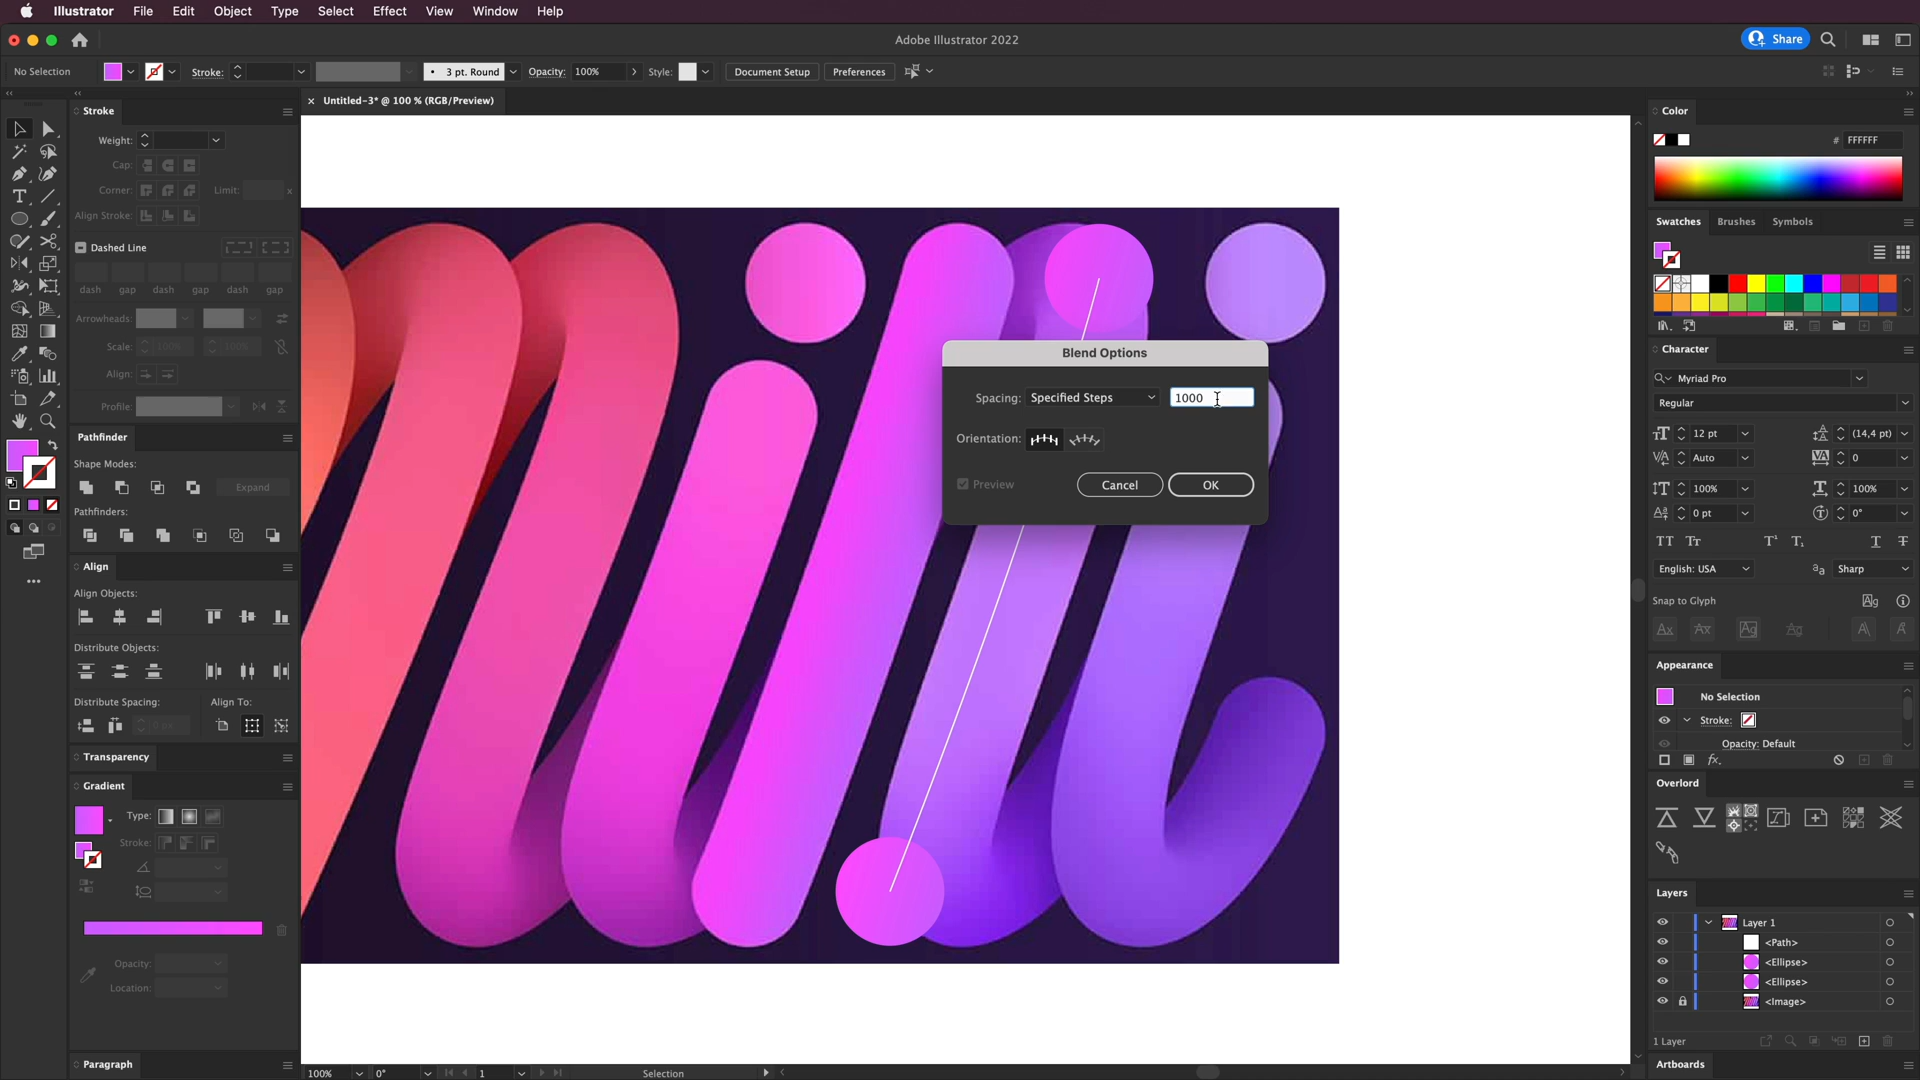 Illustrator File Edit Object Type Select Effect View Window Help
Adobe Illustrator 2022
Share
No Selection
Stroke:
3 pt. Round
Opacity: 100%
Style:
Document Setup
Preferences
Untitled-3* @ 100 % (RGB/Preview)
Stroke
Weight:
Cap:
Corner:
Limit:
x
Align Stroke:
Dashed Line
dash gap dash gap dash gap
Arrowheads:
Scale: 100% 100%
Align:
Profile:
Pathfinder
Shape Modes:
Expand
Pathfinders:
Align
Align Objects:
Distribute Objects:
Distribute Spacing:
Align To:
0 px
Transparency
Gradient
Type:
Stroke:
Opacity:
Location:
Paragraph
Blend Options
Spacing: Specified Steps 1000
Orientation:
Preview
Cancel
OK
100% 0° 1 Selection
Color
# FFFFFF
Swatches Brushes Symbols
Character
Myriad Pro
Regular
12 pt (14,4 pt)
Auto 0
100% 100%
0 pt 0°
English: USA
Sharp
Snap to Glyph
Appearance
No Selection
Stroke:
Opacity: Default
Overlord
Layers
Layer 1
<Path>
<Ellipse>
<Ellipse>
<Image>
1 Layer
Artboards